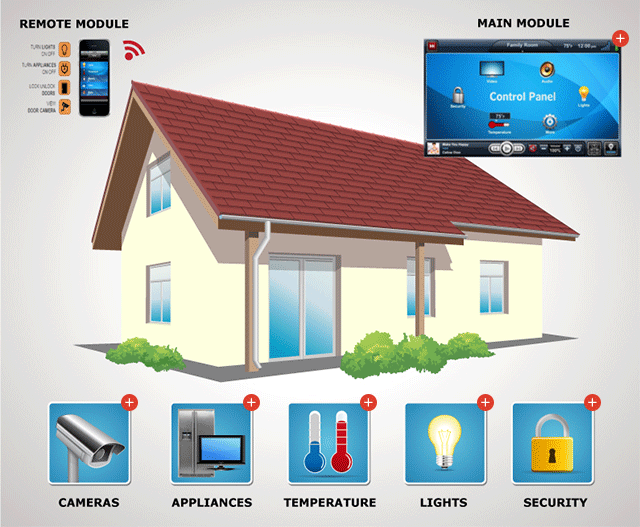 REMOTE MODULE
TURN LIGHTS
ON OFF
TURN APPLIANCES
ON OFF
LOCK UNLOCK
DOORS
VIEW
DOOR CAMERA
MAIN MODULE
Family Room
75°F 12:00 pm
Video
Audio
Security
Control Panel
Lights
75°F
Temperature
More
Make You Happy
100%
CAMERAS
APPLIANCES
TEMPERATURE
LIGHTS
SECURITY